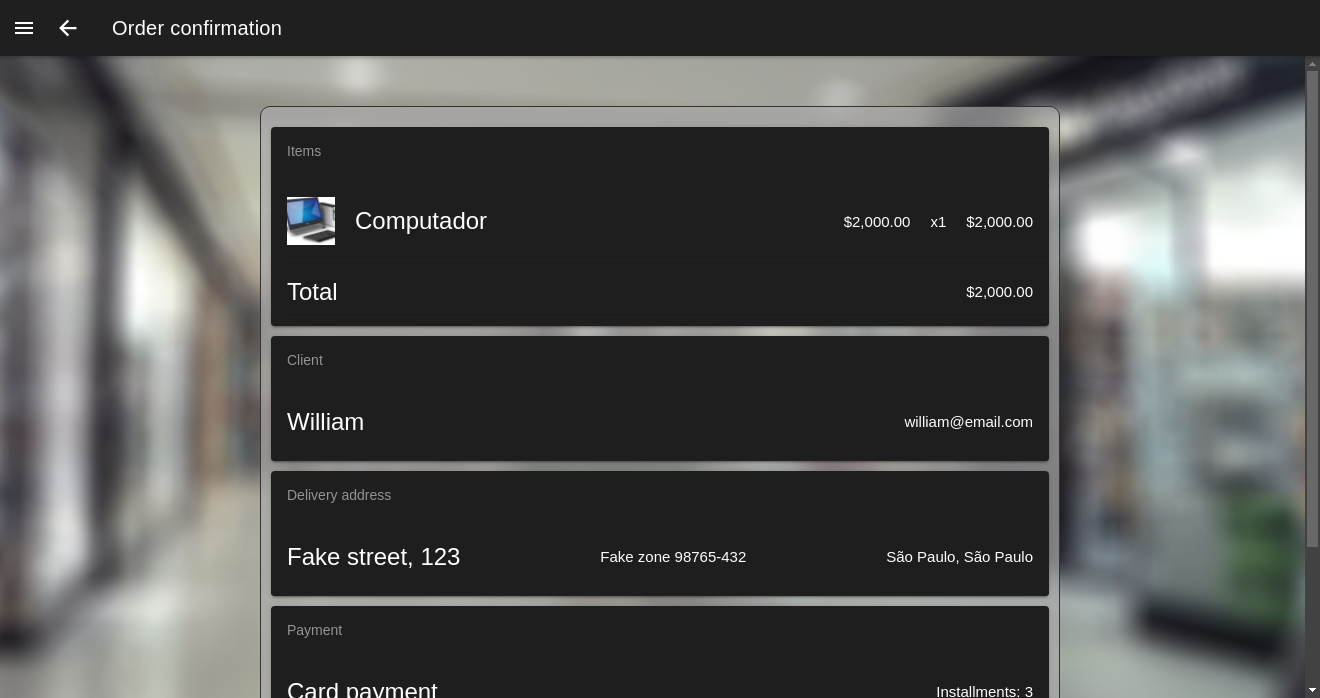 Order confirmation
Items
Computador $2,000.00 x1 $2,000.00
Total $2,000.00
Client
William william@email.com
Delivery address
Fake street, 123 Fake zone 98765-432 São Paulo, São Paulo
Payment
Card payment Installments: 3